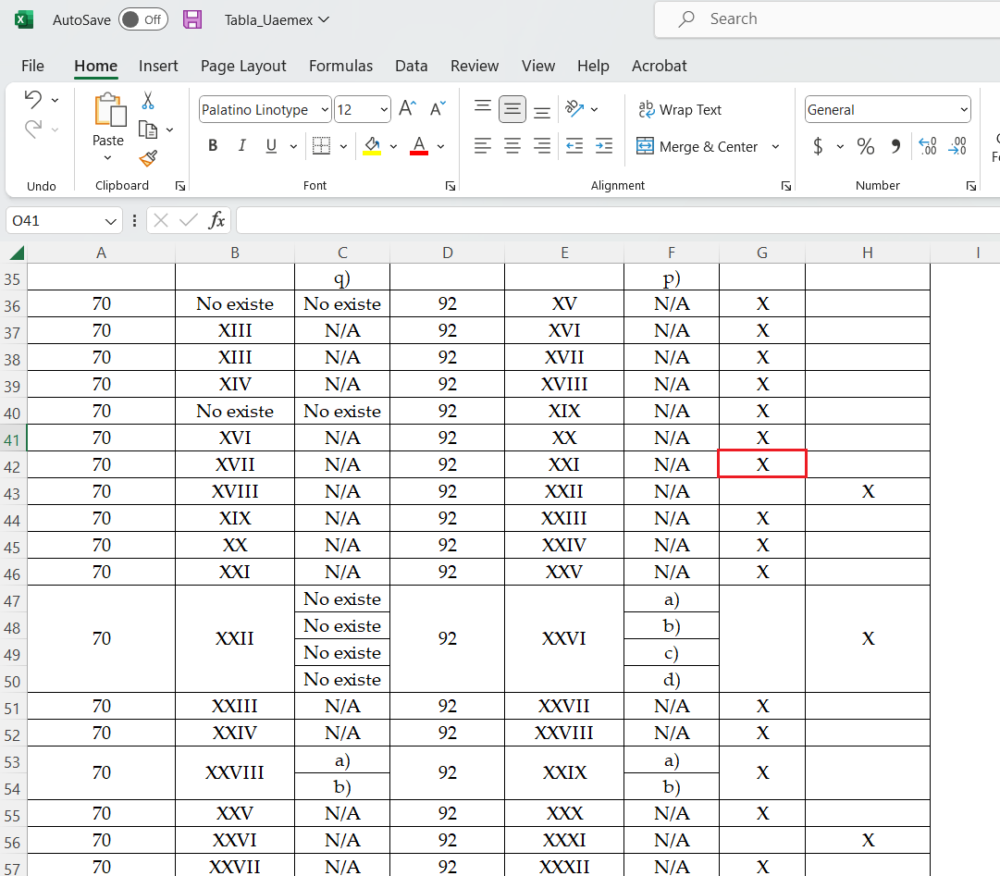 AutoSave Off Tabla_Uaemex Search
File Home Insert Page Layout Formulas Data Review View Help Acrobat
Palatino Linotype 12 Wrap Text General
Paste B I U A Merge & Center $ % , .00 .00
Undo Clipboard Font Alignment Number
O41 fx
A B C D E F G H I
35 q) p)
36 70 No existe No existe 92 XV N/A X
37 70 XIII N/A 92 XVI N/A X
38 70 XIII N/A 92 XVII N/A X
39 70 XIV N/A 92 XVIII N/A X
40 70 No existe No existe 92 XIX N/A X
41 70 XVI N/A 92 XX N/A X
42 70 XVII N/A 92 XXI N/A X
43 70 XVIII N/A 92 XXII N/A X
44 70 XIX N/A 92 XXIII N/A X
45 70 XX N/A 92 XXIV N/A X
46 70 XXI N/A 92 XXV N/A X
47 No existe a)
48 70 XXII No existe 92 XXVI b) X
49 No existe c)
50 No existe d)
51 70 XXIII N/A 92 XXVII N/A X
52 70 XXIV N/A 92 XXVIII N/A X
53 70 XXVIII a) 92 XXIX a) X
54 b) b)
55 70 XXV N/A 92 XXX N/A X
56 70 XXVI N/A 92 XXXI N/A X
57 70 XXVII N/A 92 XXXII N/A X